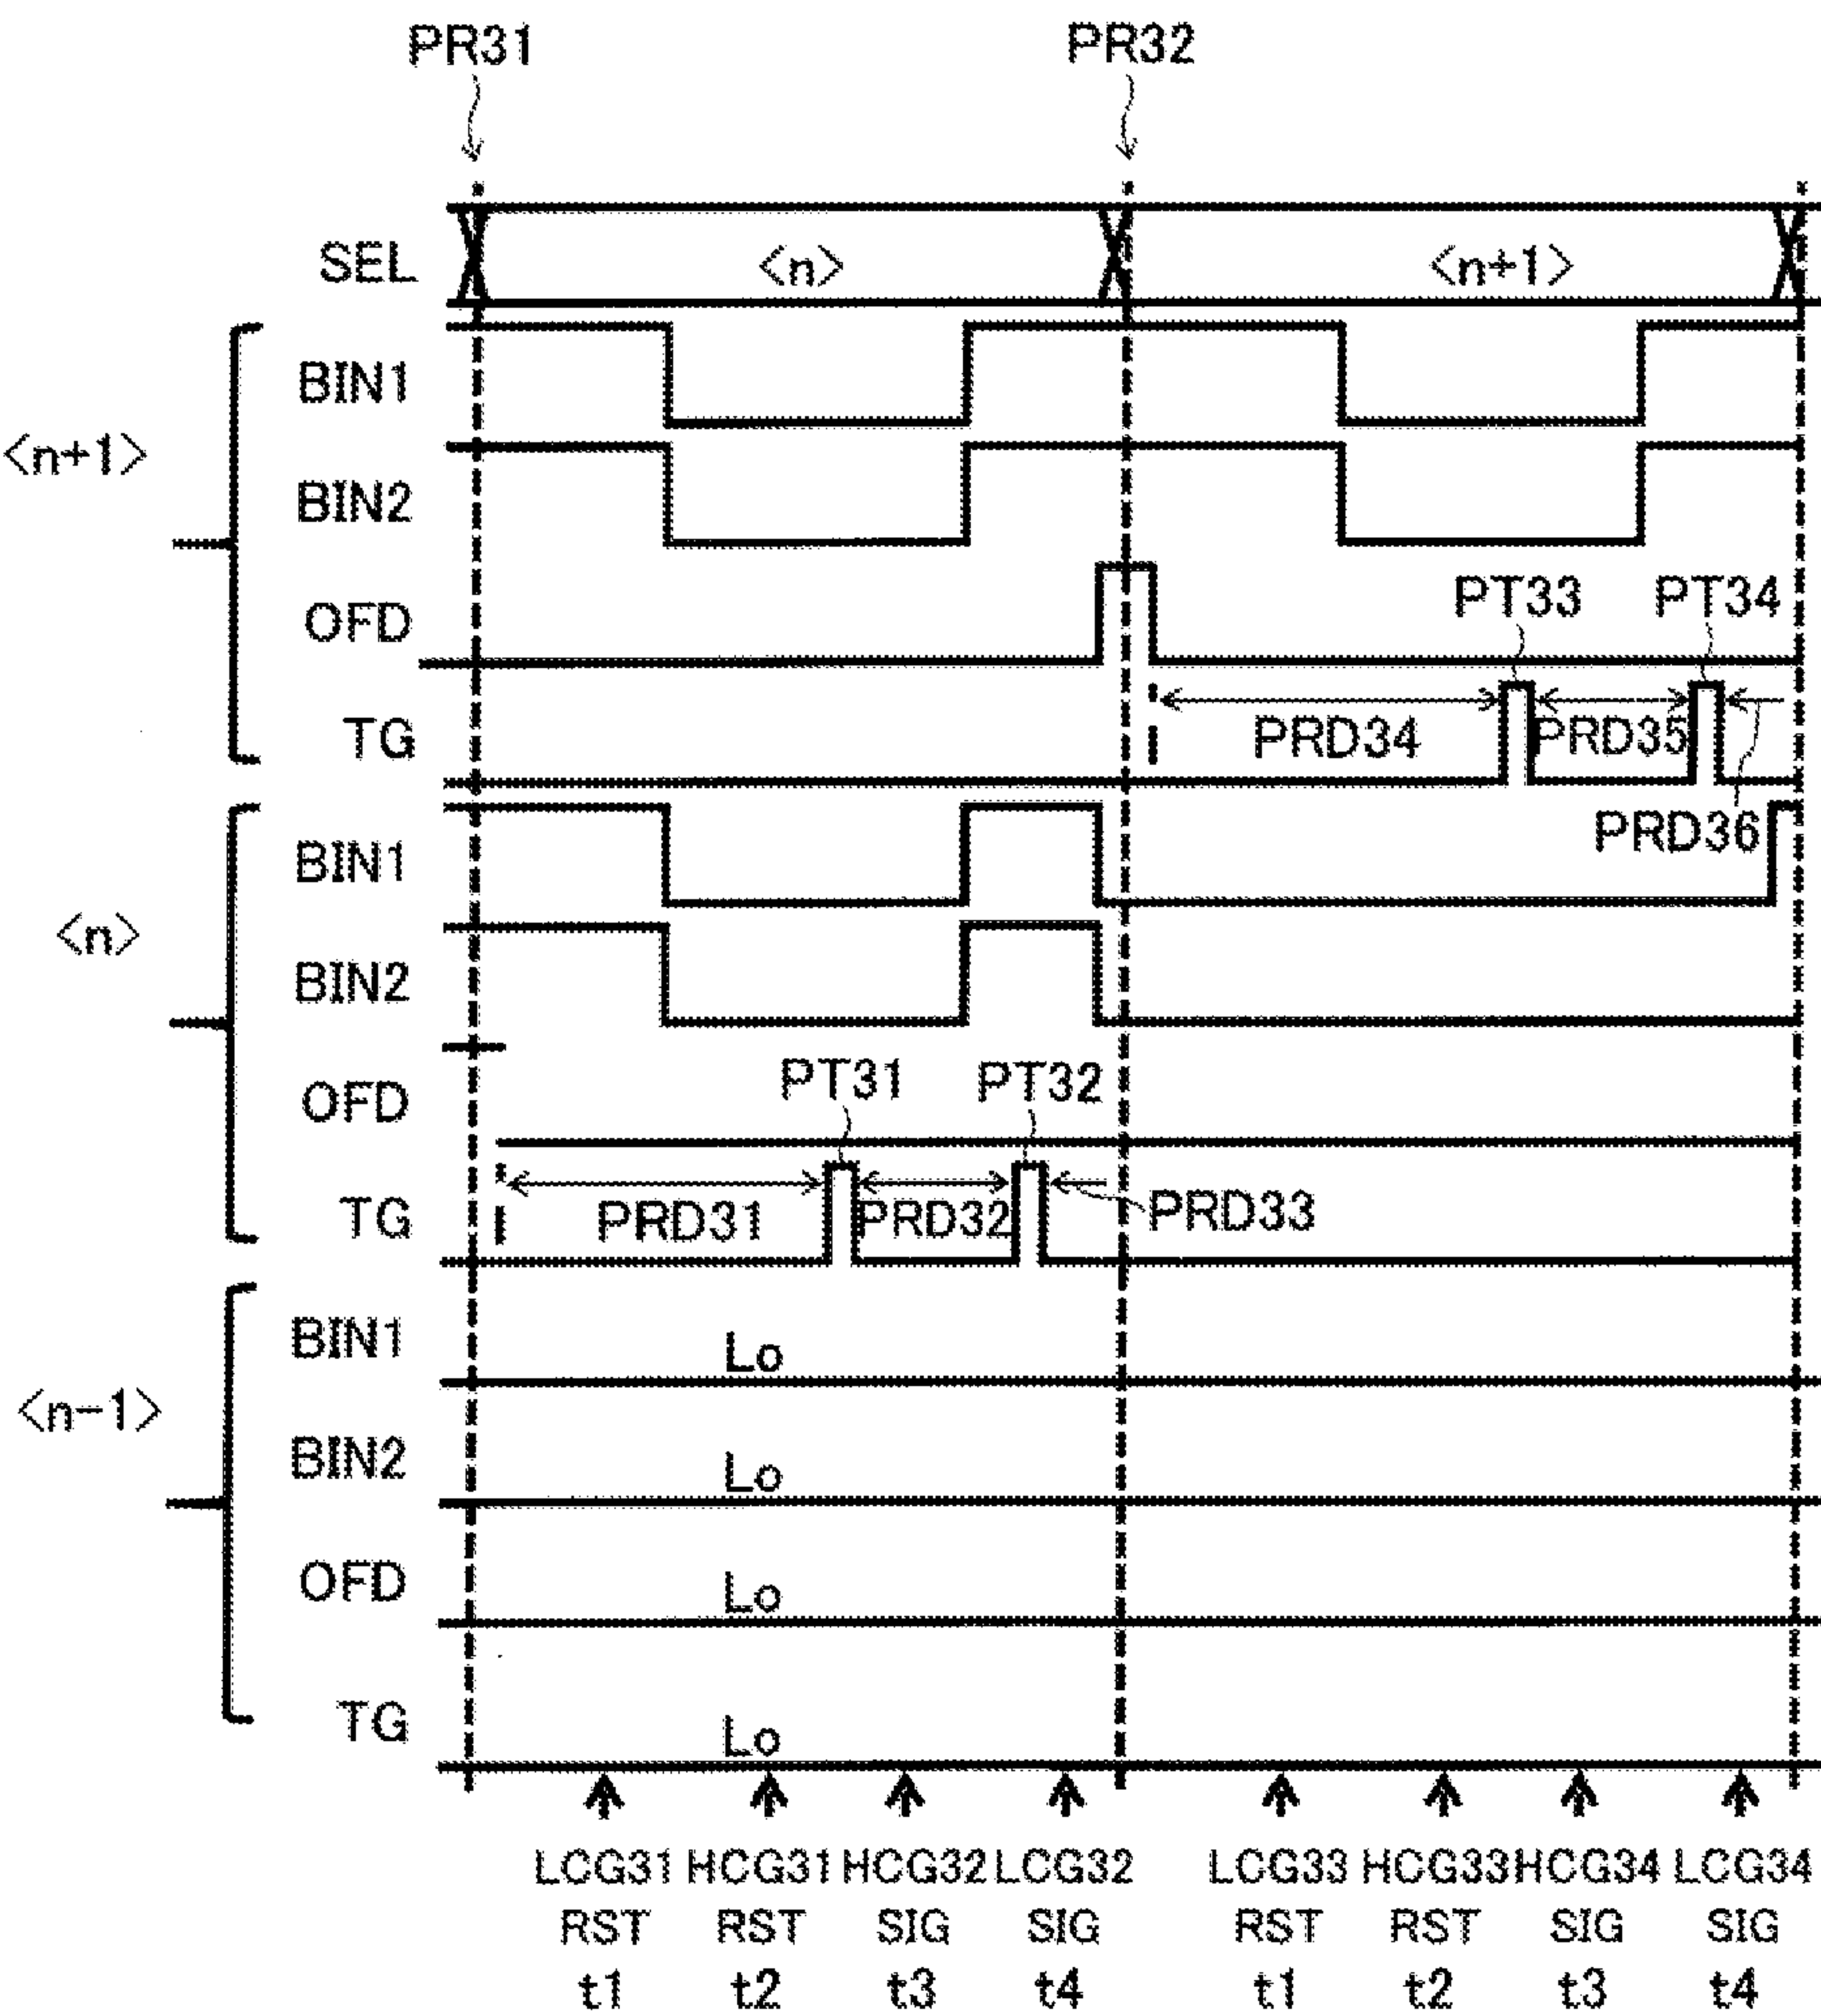 PR31 PR32
SEL <n> <n+1>
<n+1>
BIN1
BIN2
OFD PT33 PT34
TG PRD34 PRD35
PRD36
<n>
BIN1
BIN2
OFD PT31 PT32
TG PRD31 PRD32 PRD33
<n-1>
BIN1 Lo
BIN2 Lo
OFD Lo
TG Lo
LCG31 HCG31 HCG32 LCG32 LCG33 HCG33 HCG34 LCG34
RST RST SIG SIG RST RST SIG SIG
t1 t2 t3 t4 t1 t2 t3 t4